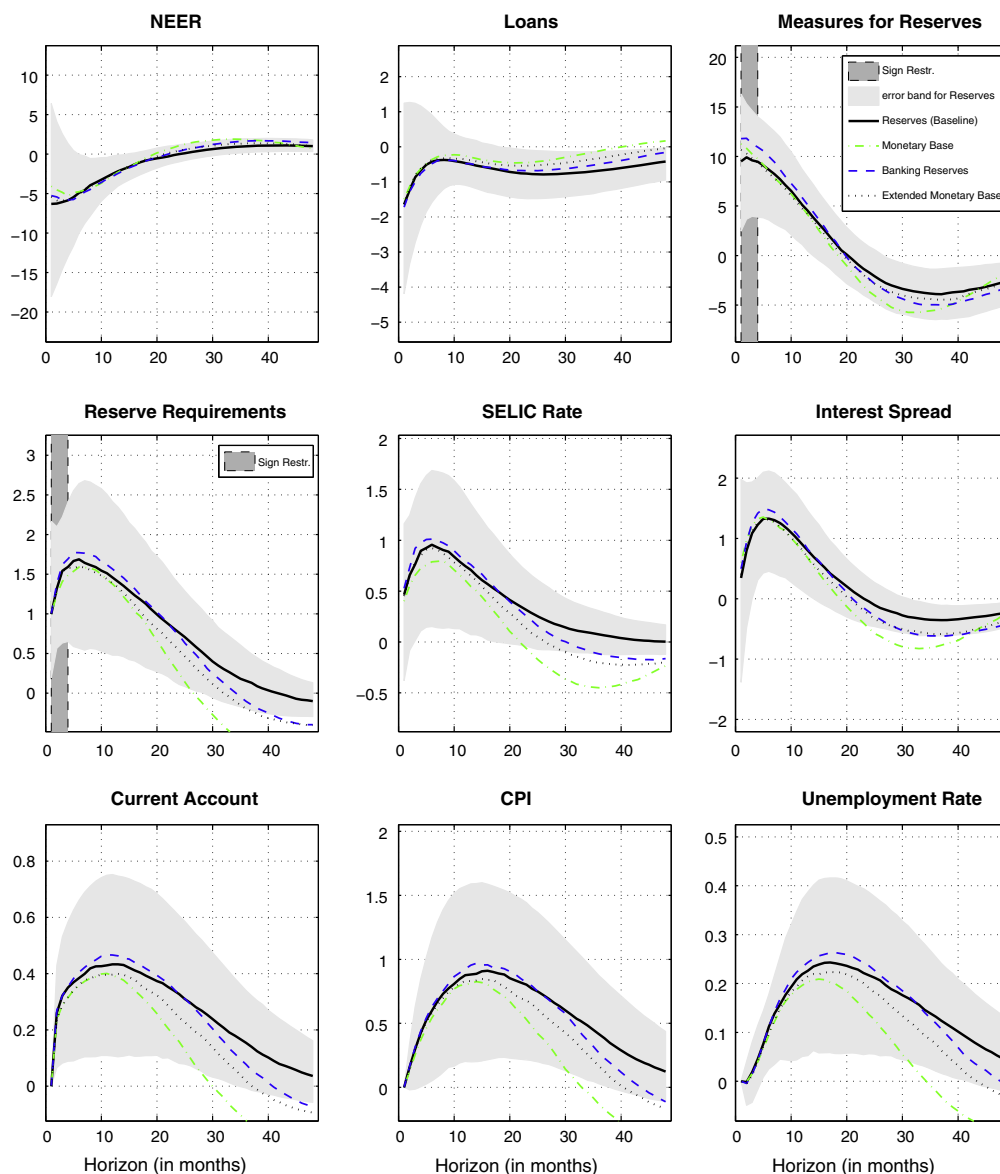 NEER
Loans
Measures for Reserves
10
5
0
−5
−10
−15
−20
0 10 20 30 40
2
1
0
−1
−2
−3
−4
−5
0 10 20 30 40
20
15
10
5
0
−5
0 10 20 30 40
Sign Restr.
error band for Reserves
Reserves (Baseline)
Monetary Base
Banking Reserves
Extended Monetary Base
Reserve Requirements
SELIC Rate
Interest Spread
3
2.5
2
1.5
1
0.5
0
0 10 20 30 40
Sign Restr.
2
1.5
1
0.5
0
−0.5
0 10 20 30 40
2
1
0
−1
−2
0 10 20 30 40
Current Account
CPI
Unemployment Rate
0.8
0.6
0.4
0.2
0
0 10 20 30 40
Horizon (in months)
2
1.5
1
0.5
0
0 10 20 30 40
Horizon (in months)
0.5
0.4
0.3
0.2
0.1
0
0 10 20 30 40
Horizon (in months)